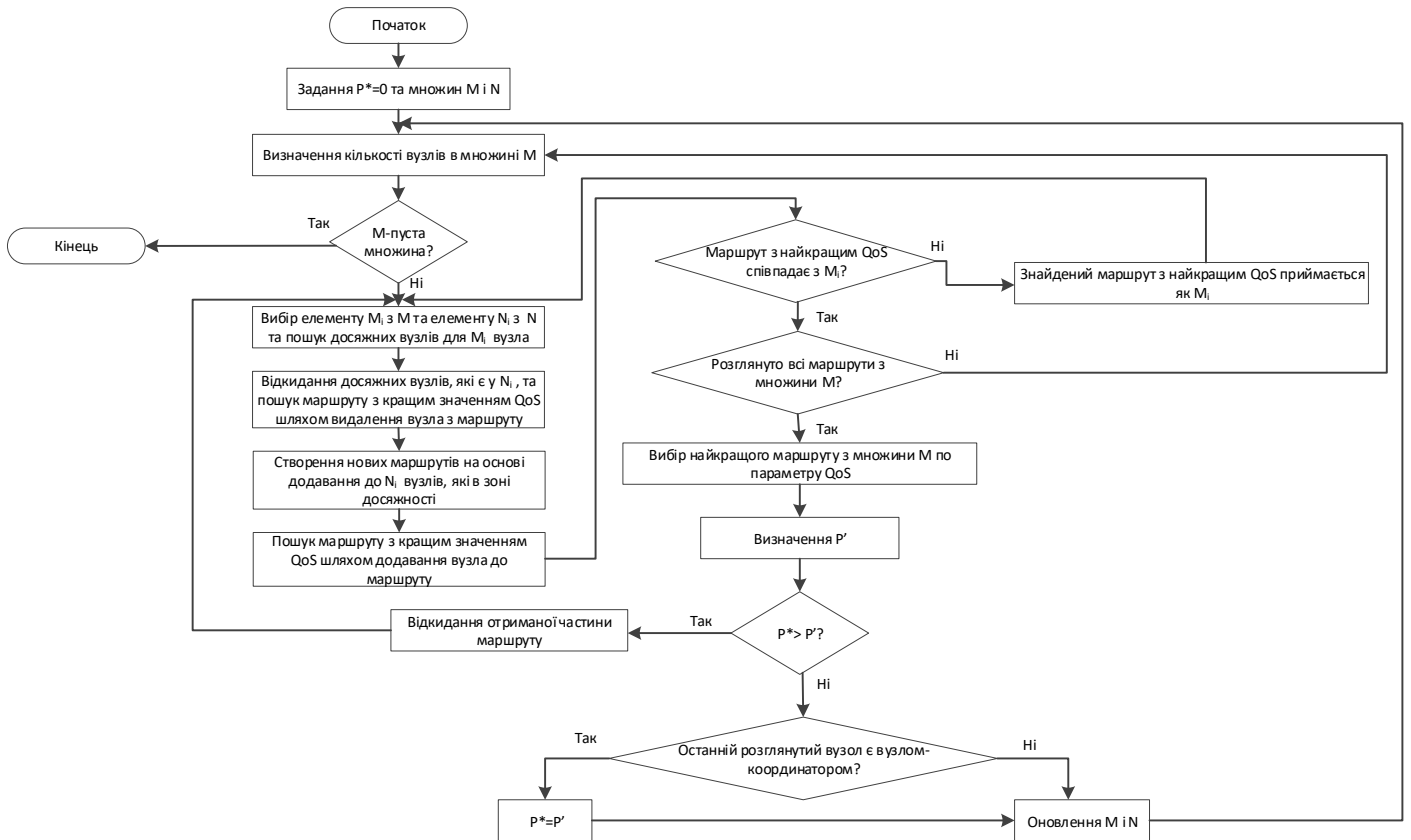 Початок
Задання P*=0 та множин M і N
Визначення кількості вузлів в множині M
Так
М-пуста
множина?
Кінець
Ні
Вибір елементу Mᵢ з M та елементу Nᵢ з N
та пошук досяжних вузлів для Mᵢ вузла
Відкидання досяжних вузлів, які є у Nᵢ , та
пошук маршруту з кращим значенням QoS
шляхом видалення вузла з маршруту
Створення нових маршрутів на основі
додавання до Nᵢ вузлів, які в зоні
досяжності
Пошук маршруту з кращим значенням
QoS шляхом додавання вузла до
маршруту
Маршрут з найкращим QoS
співпадає з Mᵢ?
Ні
Знайдений маршрут з найкращим QoS приймається
як Mᵢ
Так
Розглянуто всі маршрути з
множини M?
Ні
Так
Вибір найкращого маршруту з множини M по
параметру QoS
Визначення P’
P*> P’?
Так
Відкидання отриманої частини
маршруту
Ні
Останній розглянутий вузол є вузлом-
координатором?
Так
Ні
P*=P’
Оновлення M і N